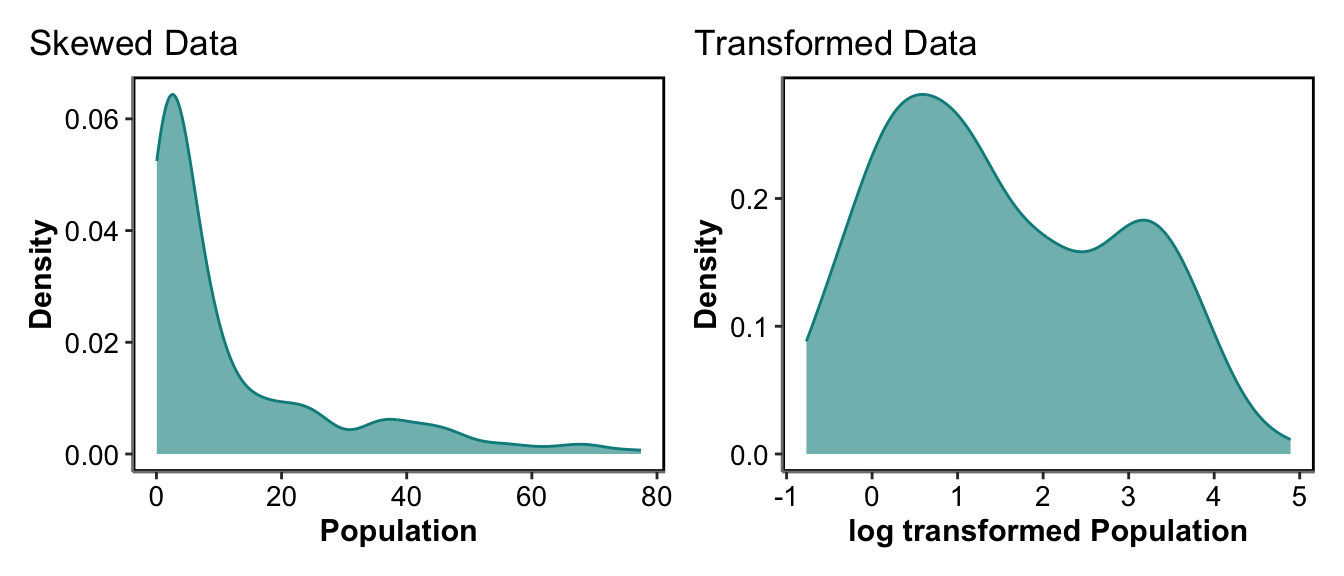 Skewed Data
Density
0.06
0.04
0.02
0.00
0 20 40 60 80
Population
Transformed Data
Density
0.2
0.1
0.0
-1 0 1 2 3 4 5
log transformed Population